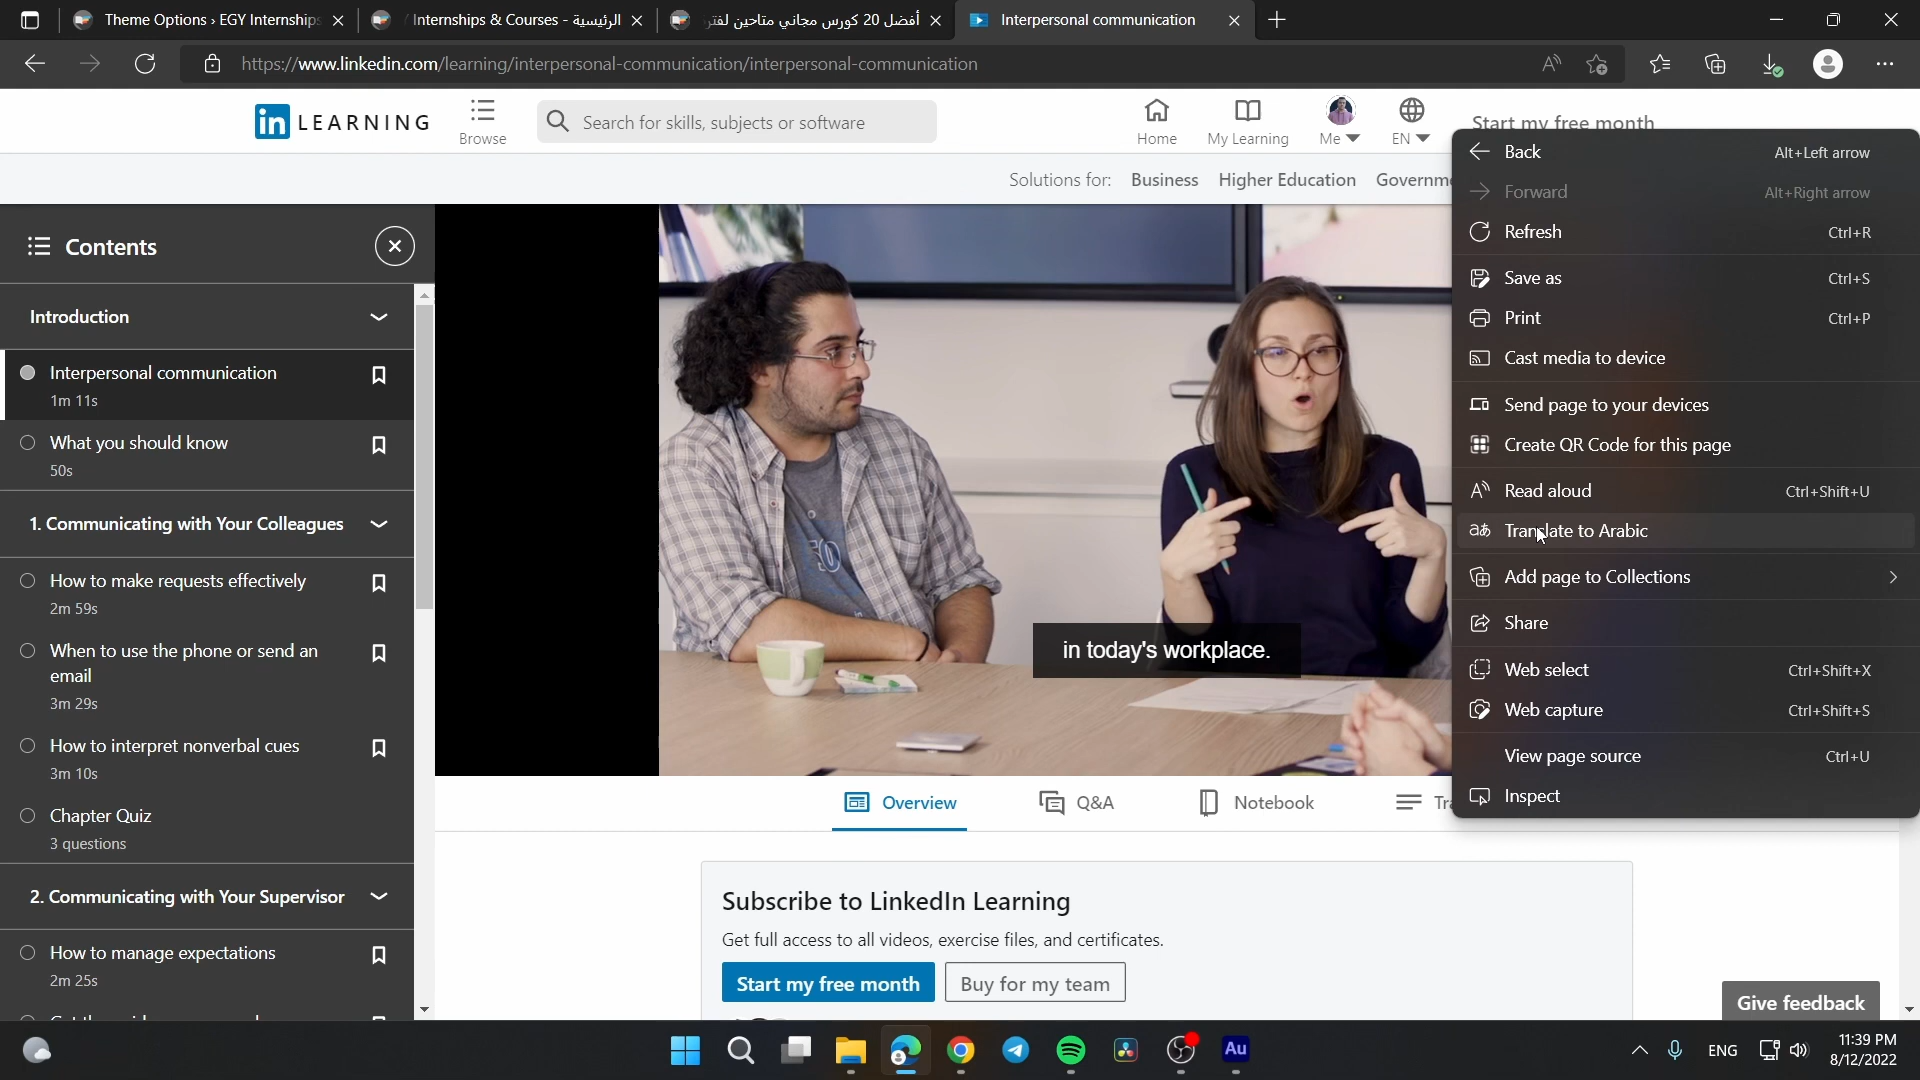 Theme Options › EGY Internships
الرئيسية - Internships & Courses
أفضل 20 كورس مجاني متاحين لفتر
Interpersonal communication
https://www.linkedin.com/learning/interpersonal-communication/interpersonal-communication
in LEARNING
Browse
Search for skills, subjects or software
Home
My Learning
Me
EN
Start my free month
Solutions for: Business Higher Education Governme
Contents
Introduction
Interpersonal communication
1m 11s
What you should know
50s
1. Communicating with Your Colleagues
How to make requests effectively
2m 59s
When to use the phone or send an
email
3m 29s
How to interpret nonverbal cues
3m 10s
Chapter Quiz
3 questions
2. Communicating with Your Supervisor
How to manage expectations
2m 25s
in today's workplace.
Back Alt+Left arrow
Forward Alt+Right arrow
Refresh Ctrl+R
Save as Ctrl+S
Print Ctrl+P
Cast media to device
Send page to your devices
Create QR Code for this page
Read aloud Ctrl+Shift+U
Translate to Arabic
Add page to Collections
Share
Web select Ctrl+Shift+X
Web capture Ctrl+Shift+S
View page source Ctrl+U
Inspect
Overview
Q&A
Notebook
Tra
Subscribe to LinkedIn Learning
Get full access to all videos, exercise files, and certificates.
Start my free month
Buy for my team
Give feedback
Au
ENG
11:39 PM
8/12/2022